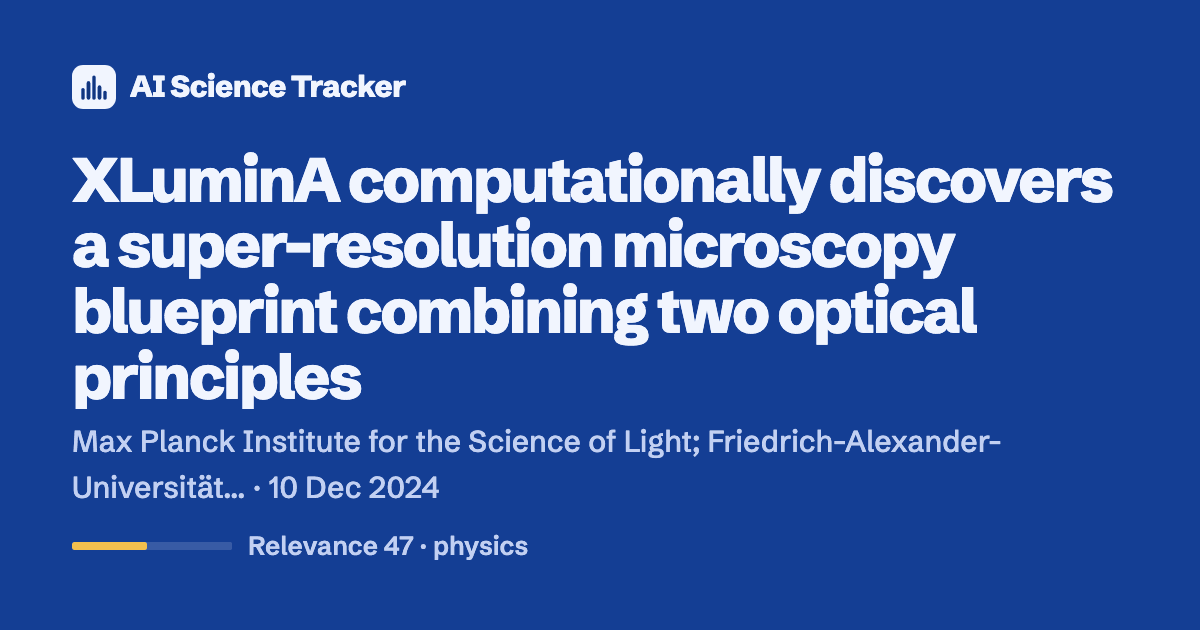 AI Science Tracker
XLuminA computationally discovers
a super-resolution microscopy
blueprint combining two optical
principles
Max Planck Institute for the Science of Light; Friedrich-Alexander-
Universität... · 10 Dec 2024
Relevance 47 · physics